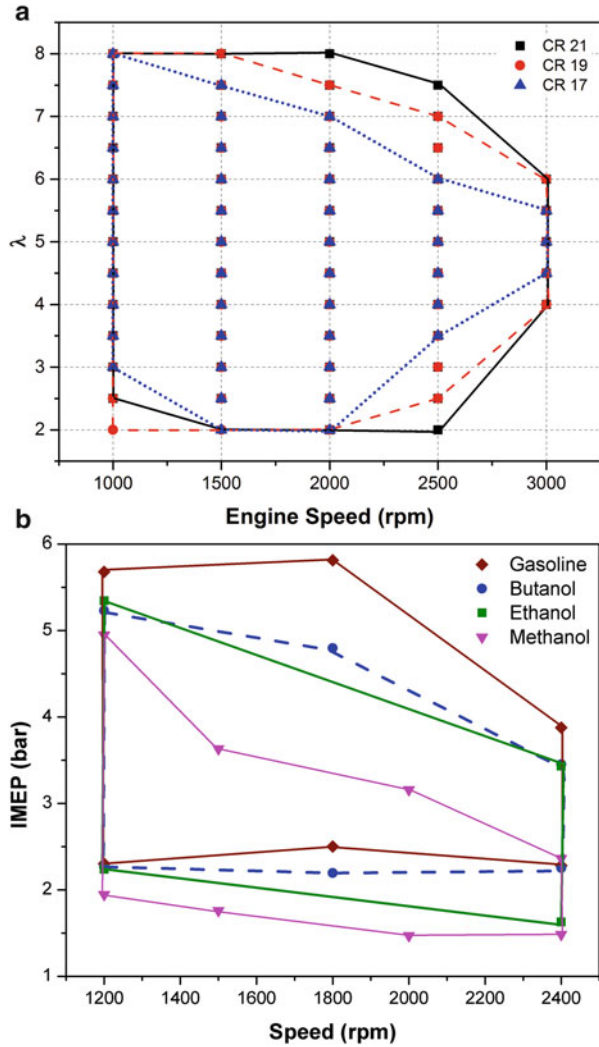 a
8
7
6
5
4
3
2
λ
CR 21
CR 19
CR 17
1000 1500 2000 2500 3000
Engine Speed (rpm)
b
6
5
4
3
2
1
IMEP (bar)
Gasoline
Butanol
Ethanol
Methanol
1200 1400 1600 1800 2000 2200 2400
Speed (rpm)